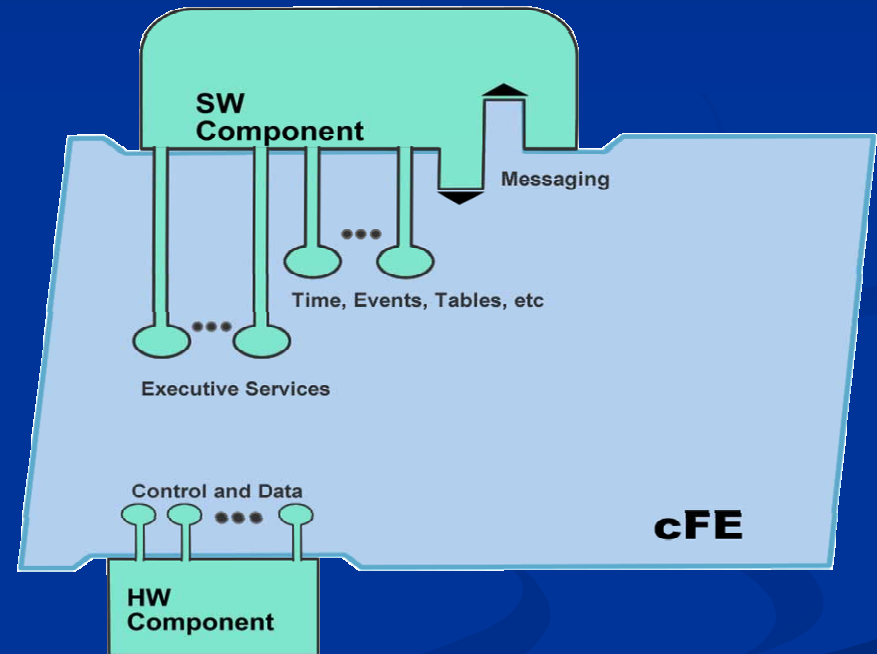 SW
Component
Messaging
Time, Events, Tables, etc
Executive Services
Control and Data
cFE
HW
Component